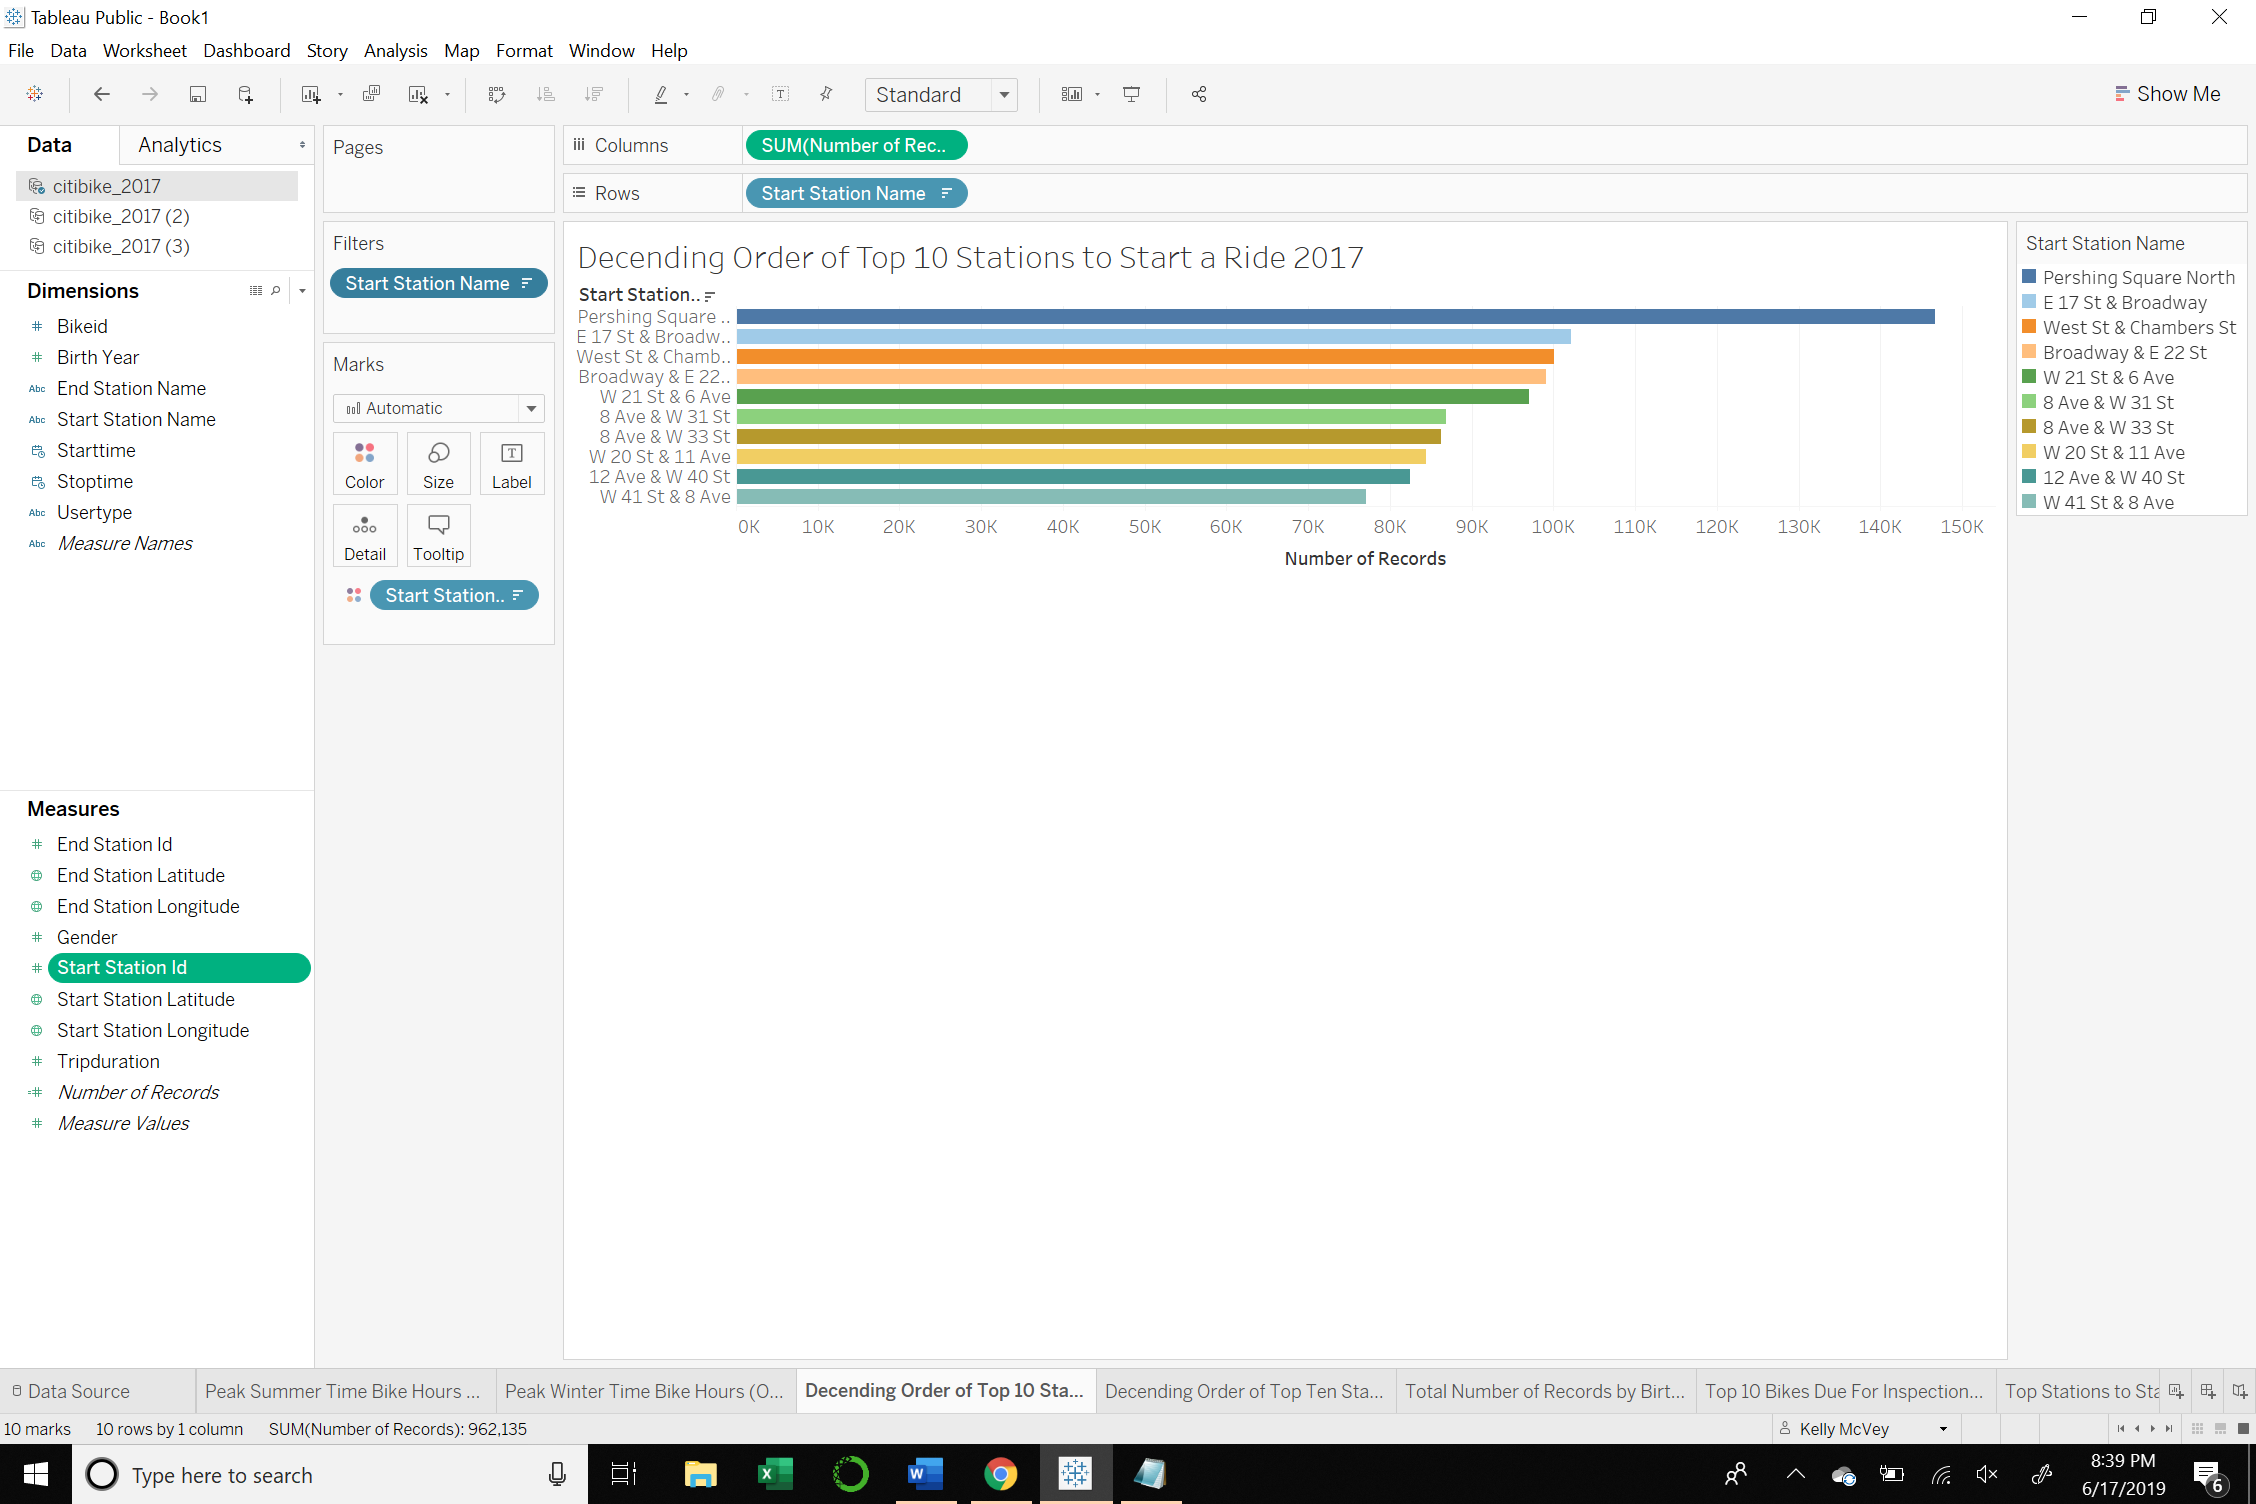 Tableau Public - Book1
File Data Worksheet Dashboard Story Analysis Map Format Window Help
Standard
Show Me
Data Analytics
citibike_2017
citibike_2017 (2)
citibike_2017 (3)
Dimensions
# Bikeid
# Birth Year
Abc End Station Name
Abc Start Station Name
Starttime
Stoptime
Abc Usertype
Abc Measure Names
Measures
# End Station Id
End Station Latitude
End Station Longitude
# Gender
# Start Station Id
Start Station Latitude
Start Station Longitude
# Tripduration
=# Number of Records
# Measure Values
Pages
Filters
Start Station Name
Marks
Automatic
Color Size Label
Detail Tooltip
Start Station..
Columns SUM(Number of Rec..
Rows Start Station Name
Decending Order of Top 10 Stations to Start a Ride 2017
Start Station..
Pershing Square ..
E 17 St & Broadw..
West St & Chamb..
Broadway & E 22..
W 21 St & 6 Ave
8 Ave & W 31 St
8 Ave & W 33 St
W 20 St & 11 Ave
12 Ave & W 40 St
W 41 St & 8 Ave
0K 10K 20K 30K 40K 50K 60K 70K 80K 90K 100K 110K 120K 130K 140K 150K
Number of Records
Start Station Name
Pershing Square North
E 17 St & Broadway
West St & Chambers St
Broadway & E 22 St
W 21 St & 6 Ave
8 Ave & W 31 St
8 Ave & W 33 St
W 20 St & 11 Ave
12 Ave & W 40 St
W 41 St & 8 Ave
Data Source Peak Summer Time Bike Hours ... Peak Winter Time Bike Hours (O... Decending Order of Top 10 Sta... Decending Order of Top Ten Sta... Total Number of Records by Birt... Top 10 Bikes Due For Inspection... Top Stations to Sta
10 marks 10 rows by 1 column SUM(Number of Records): 962,135 Kelly McVey
Type here to search
8:39 PM
6/17/2019
6